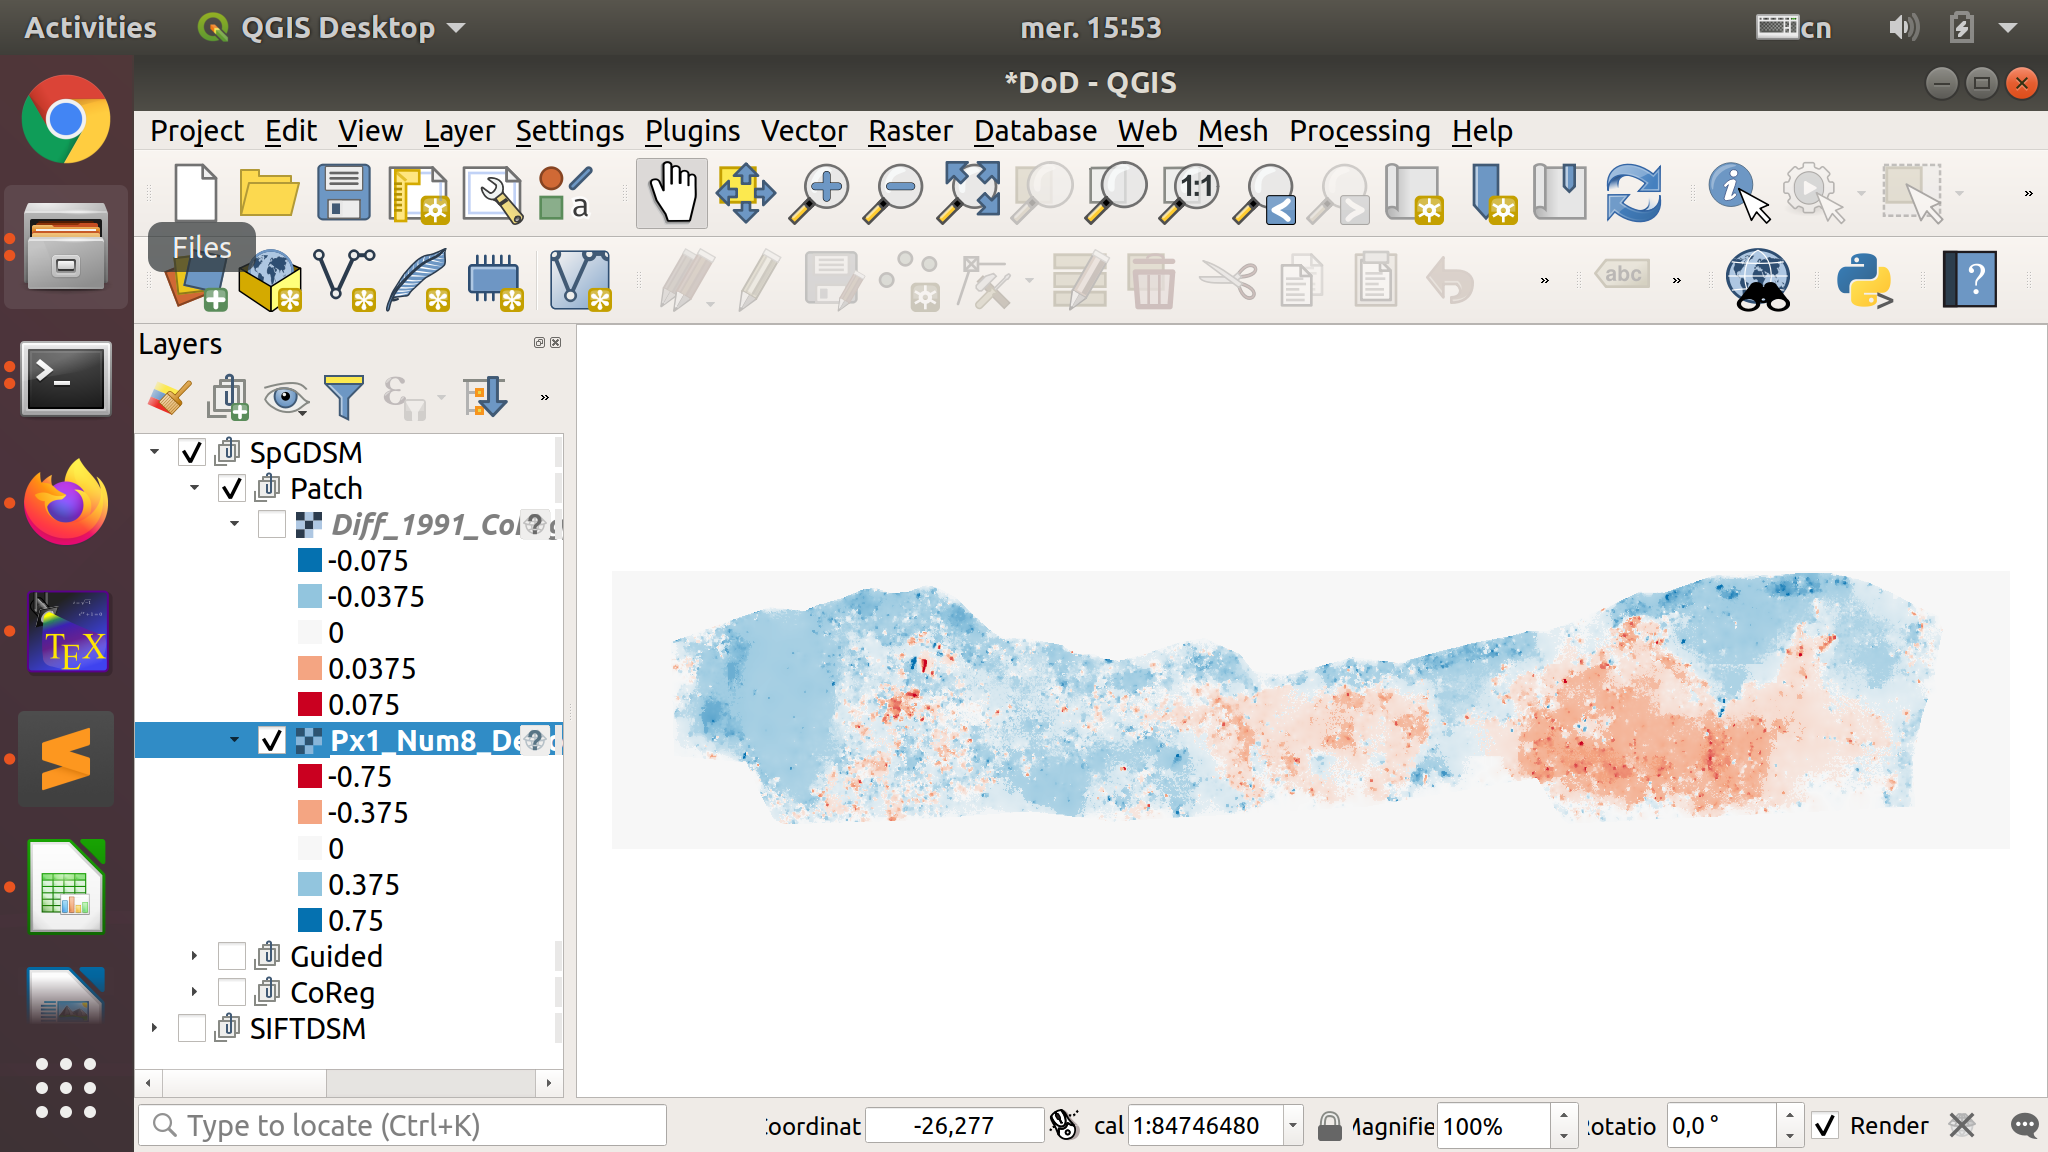 Activities QGIS Desktop mer. 15:53 cn
*DoD - QGIS
Project Edit View Layer Settings Plugins Vector Raster Database Web Mesh Processing Help
1:1
a
Files
abc
Layers
SpGDSM
Patch
Diff_1991_Co
-0.075
-0.0375
0
0.0375
0.075
Px1_Num8_De
-0.75
-0.375
0
0.375
0.75
Guided
CoReg
SIFTDSM
TEX
Type to locate (Ctrl+K) oordinat -26,277 cal 1:84746480 Magnifie 100% otatio 0,0 ° Render